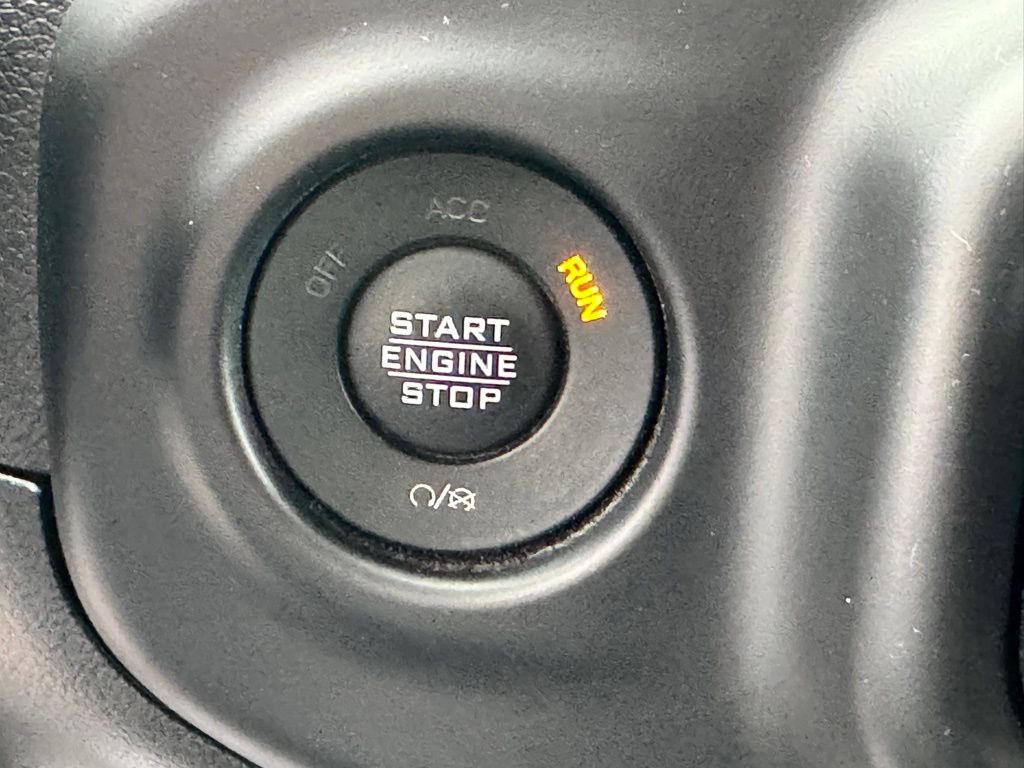 OFF
ACC
RUN
START
ENGINE
STOP